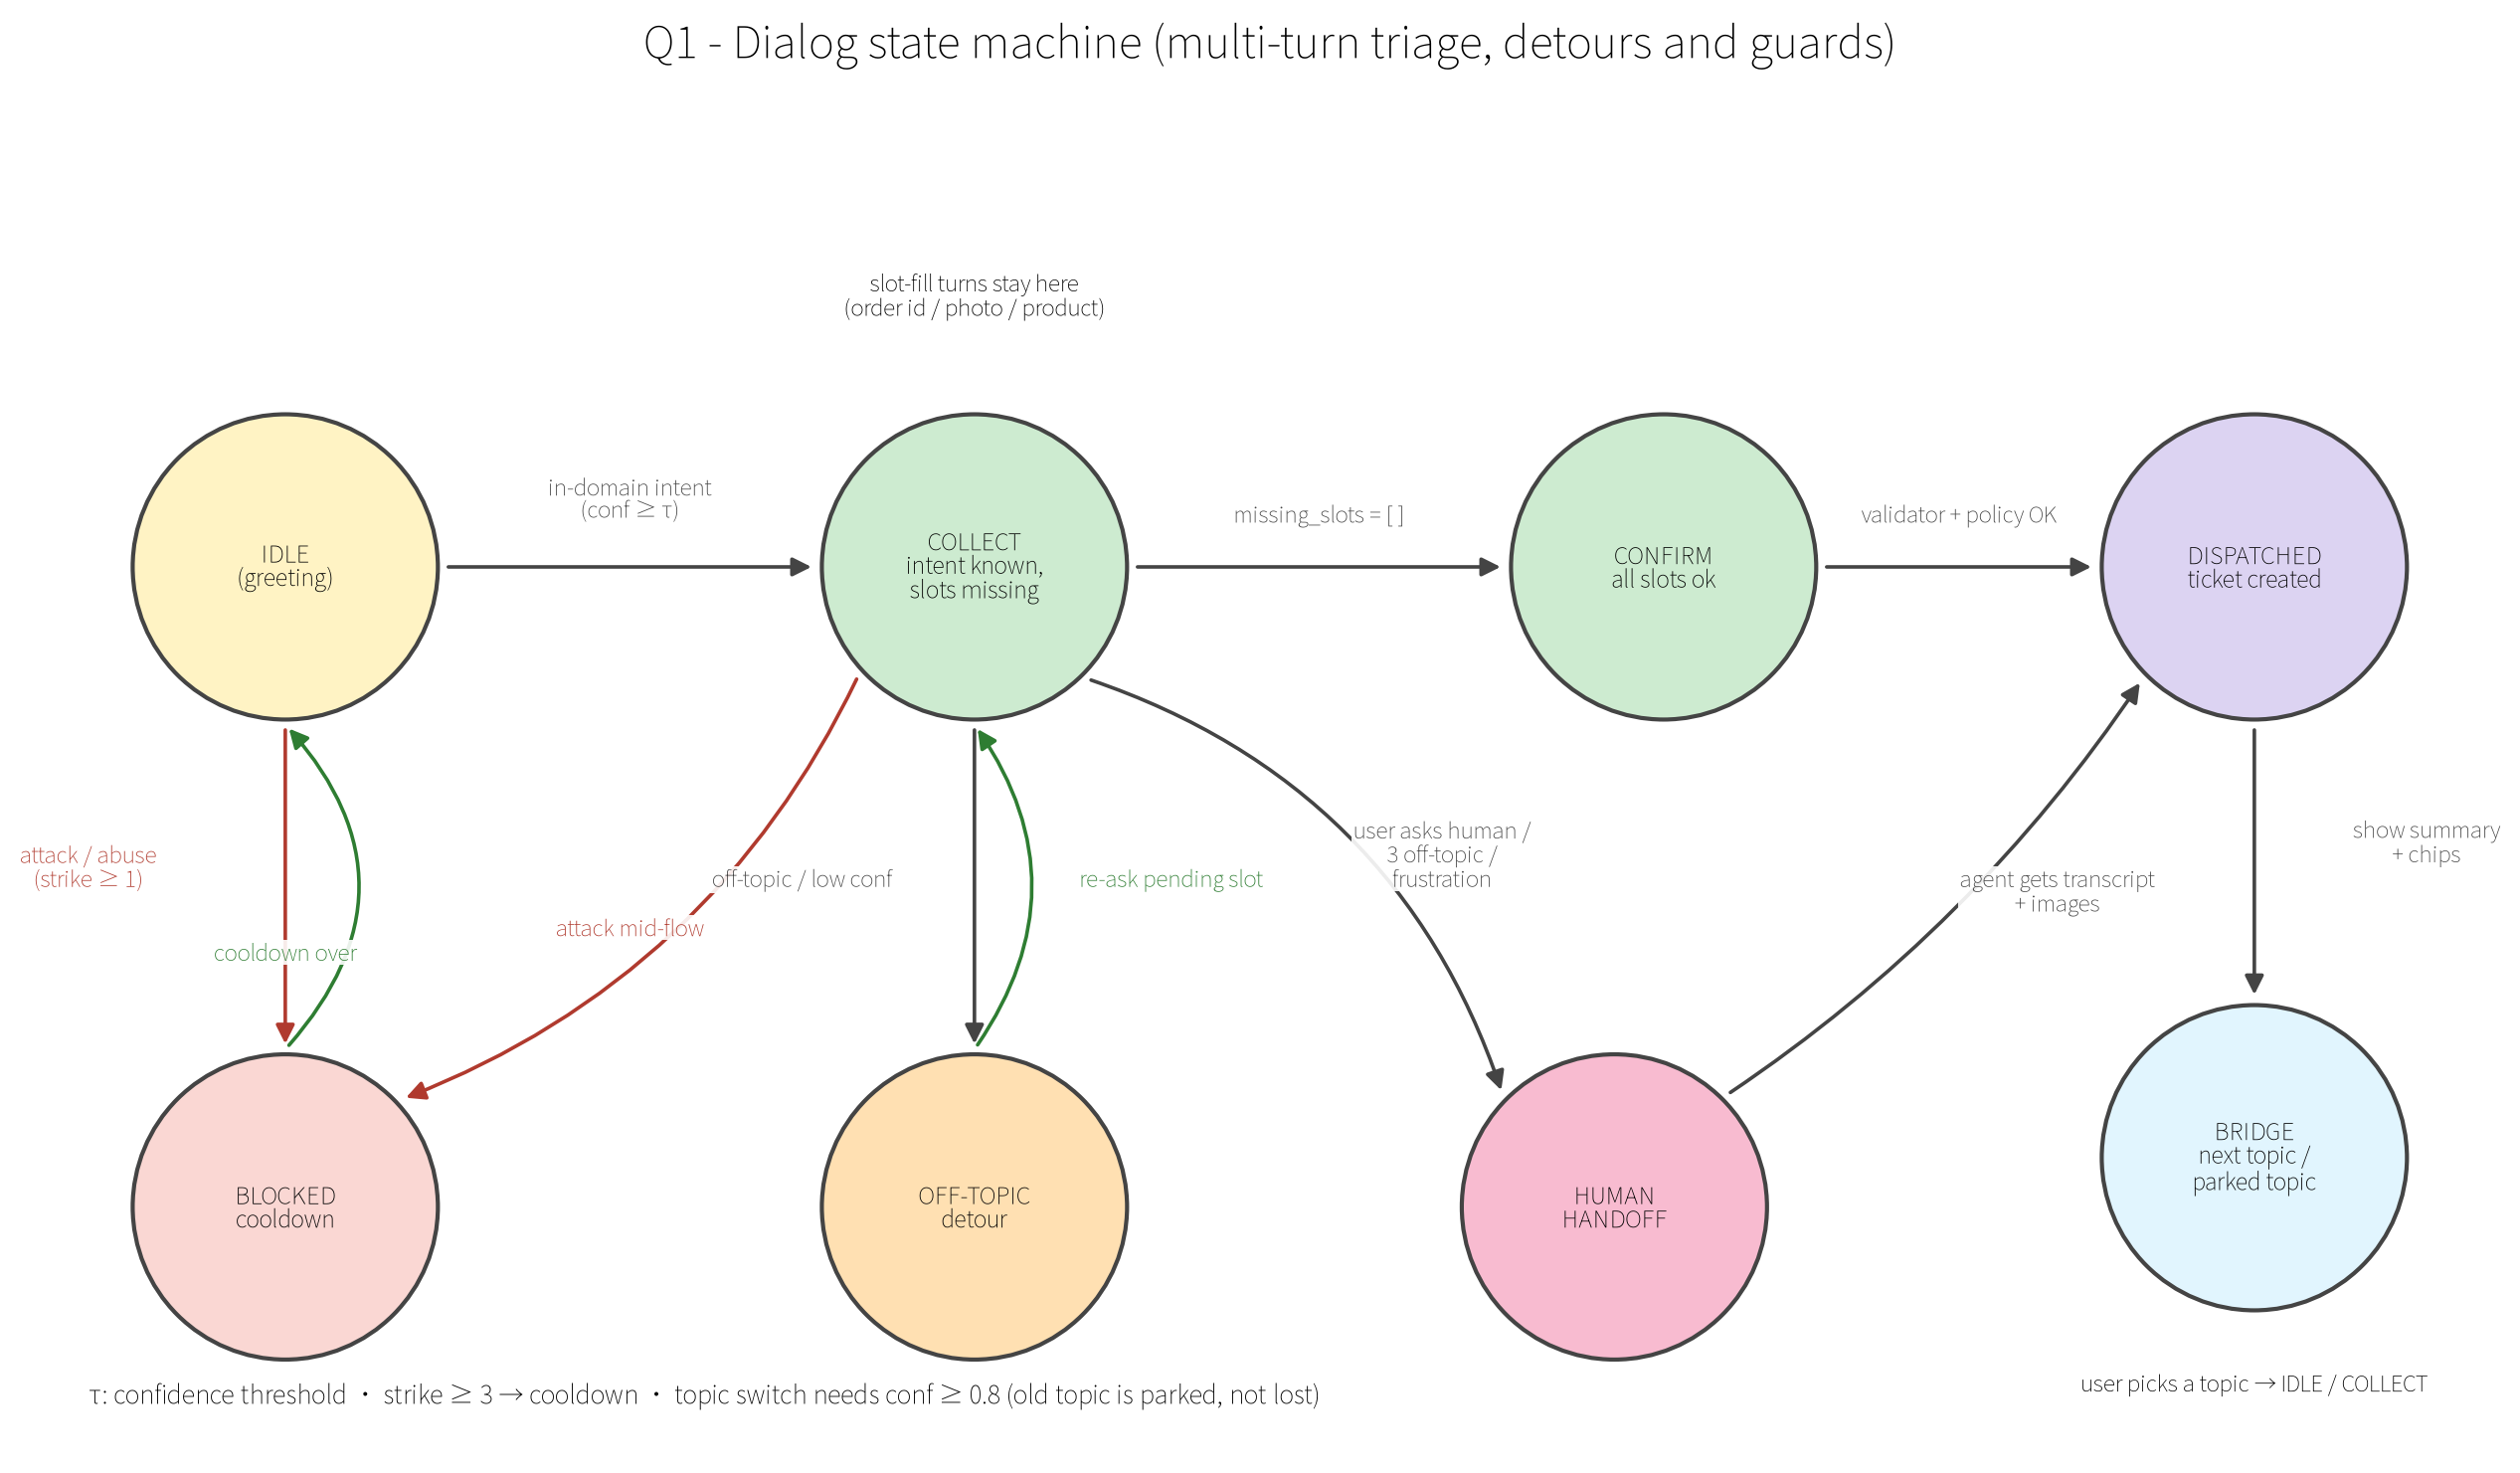 Q1 - Dialog state machine (multi-turn triage, detours and guards)
slot-fill turns stay here
(order id / photo / product)
IDLE
(greeting)
in-domain intent
(conf ≥ τ)
COLLECT
intent known,
slots missing
missing_slots = [ ]
CONFIRM
all slots ok
validator + policy OK
DISPATCHED
ticket created
attack / abuse
(strike ≥ 1)
cooldown over
attack mid-flow
off-topic / low conf
re-ask pending slot
user asks human /
3 off-topic /
frustration
agent gets transcript
+ images
show summary
+ chips
BLOCKED
cooldown
OFF-TOPIC
detour
HUMAN
HANDOFF
BRIDGE
next topic /
parked topic
τ: confidence threshold • strike ≥ 3 → cooldown • topic switch needs conf ≥ 0.8 (old topic is parked, not lost)
user picks a topic → IDLE / COLLECT